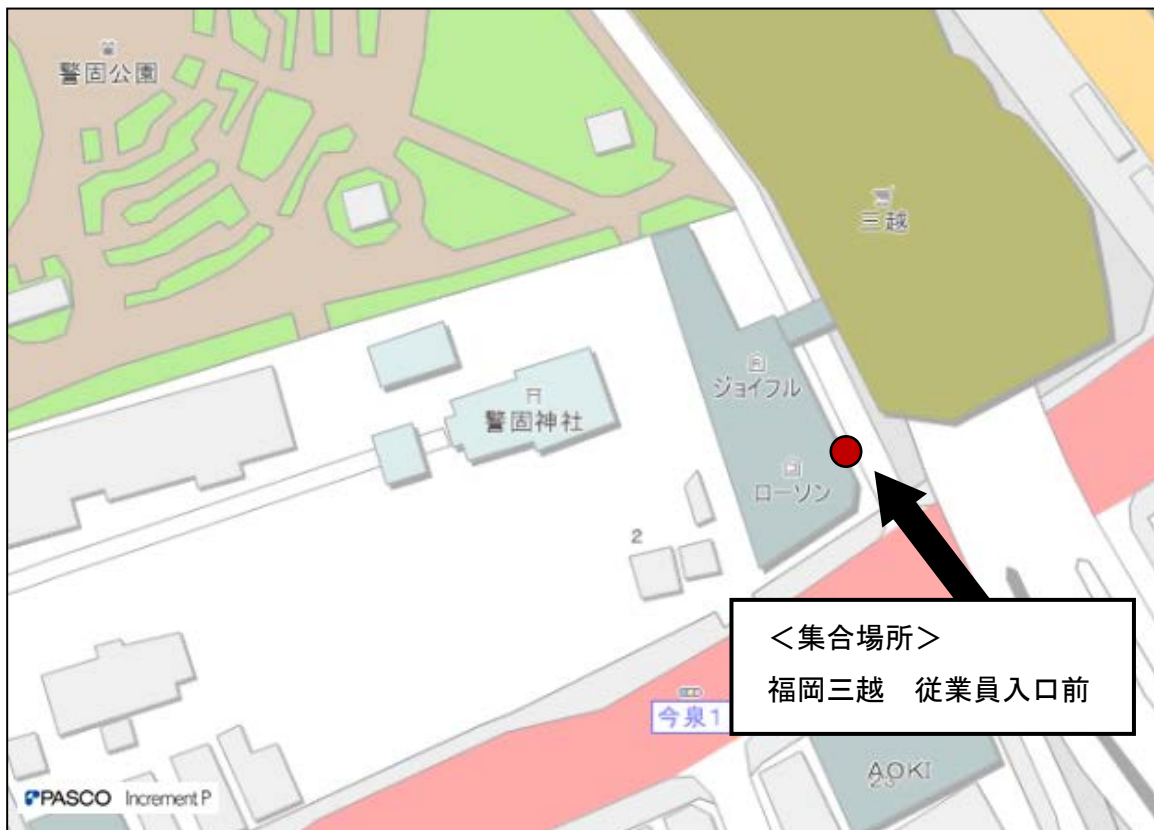 警固公園
三越
ジョイフル
警固神社
ローソン
2
＜集合場所＞
福岡三越　従業員入口前
今泉1
AOKI
PASCO Increment P